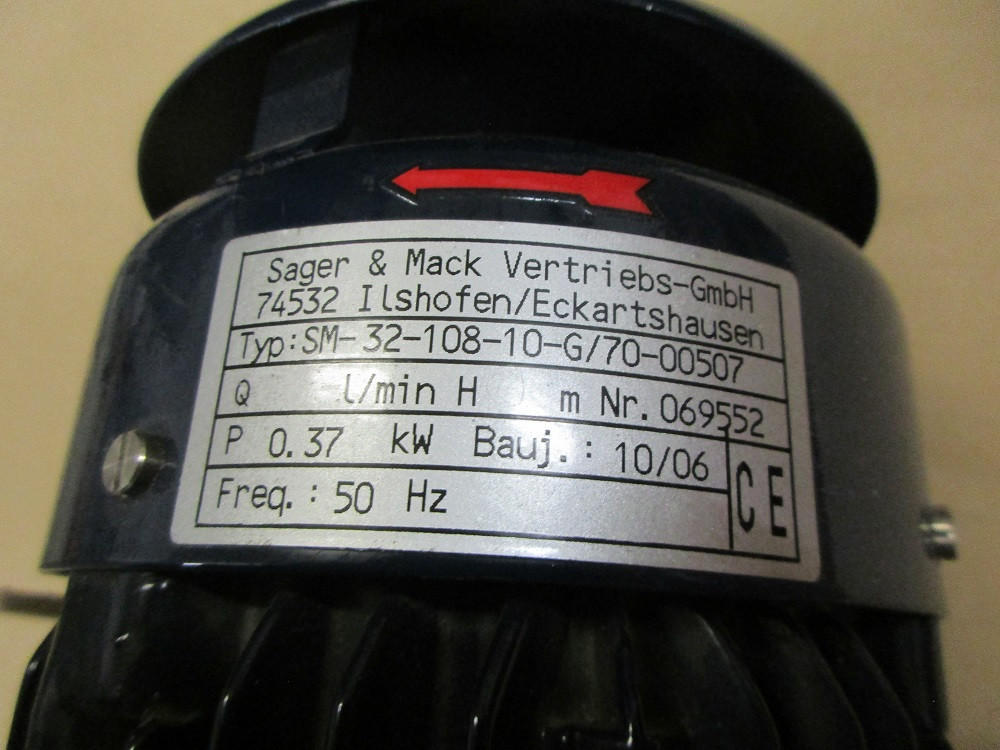 Sager & Mack Vertriebs-GmbH
74532 Ilshofen/Eckartshausen
Typ: SM-32-108-10-G/70-00507
Q l/min H m Nr. 069552
P 0.37 kW Bauj.: 10/06
Freq.: 50 Hz
CE